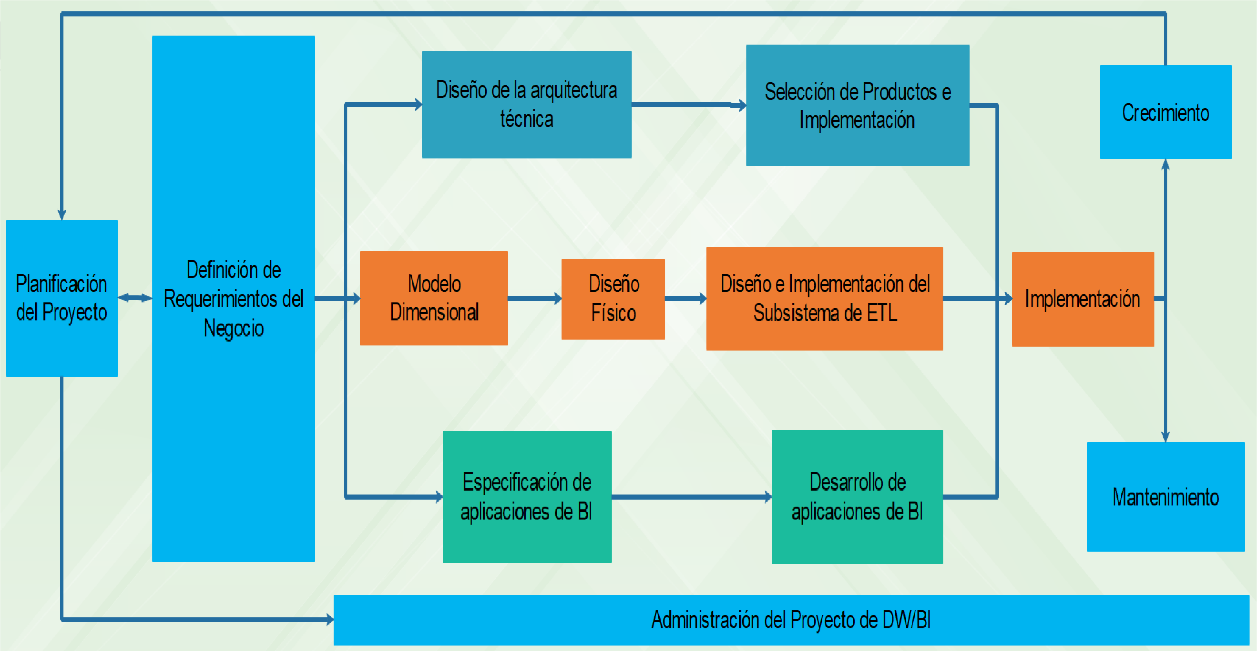 Planificación
del Proyecto
Definición de
Requerimientos del
Negocio
Diseño de la arquitectura
técnica
Selección de Productos e
Implementación
Modelo
Dimensional
Diseño
Físico
Diseño e Implementación del
Subsistema de ETL
Especificación de
aplicaciones de BI
Desarrollo de
aplicaciones de BI
Implementación
Crecimiento
Mantenimiento
Administración del Proyecto de DW/BI